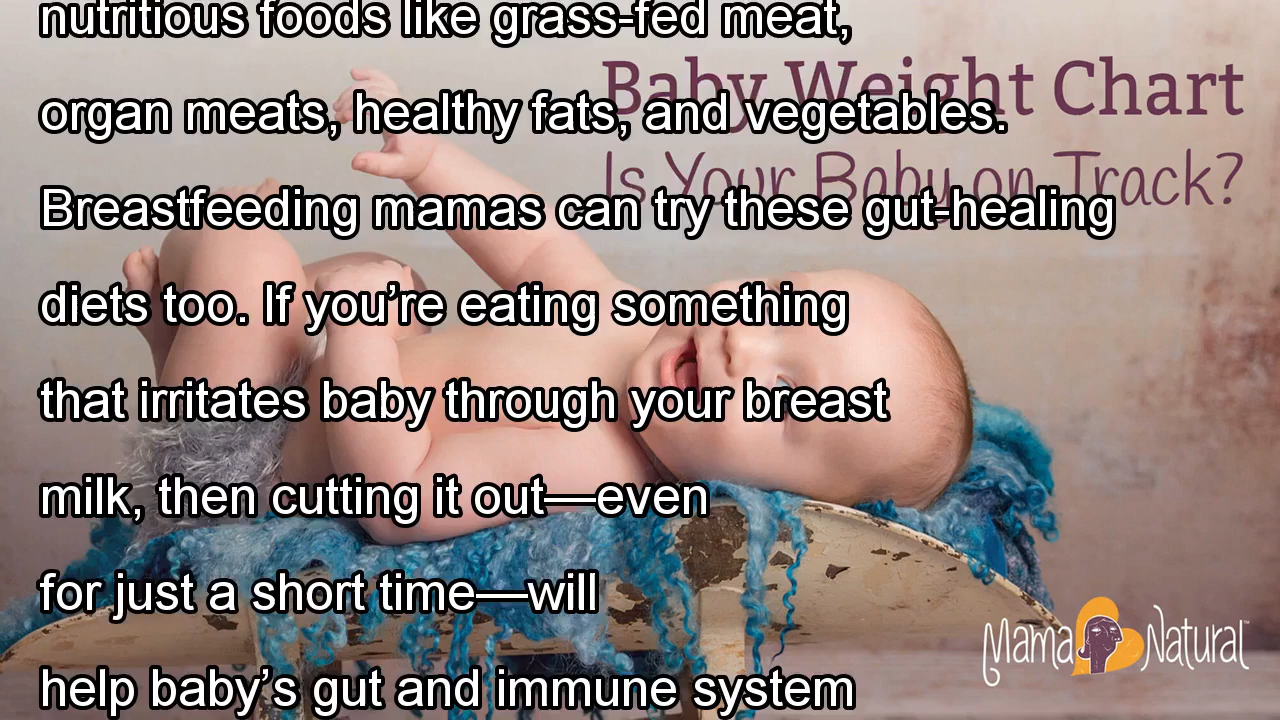 nutritious foods like grass-fed meat,
Baby Weight Chart
organ meats, healthy fats, and vegetables.
Is Your Baby on Track?
Breastfeeding mamas can try these gut-healing
diets too. If you’re eating something
that irritates baby through your breast
milk, then cutting it out—even
for just a short time—will
Mama Natural™
help baby’s gut and immune system